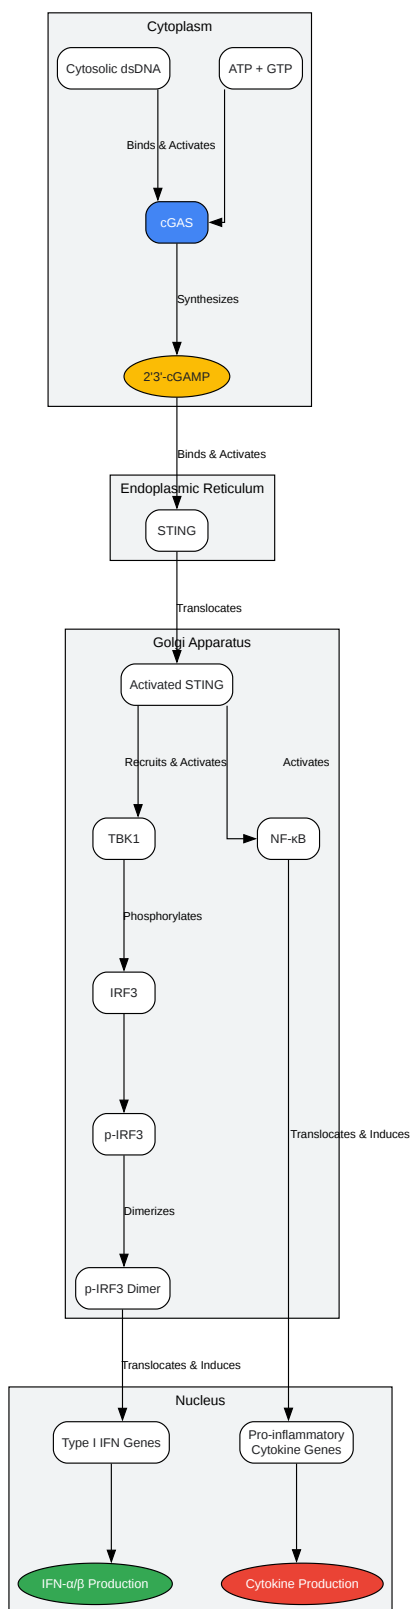 Cytoplasm
Cytosolic dsDNA
ATP + GTP
Binds & Activates
cGAS
Synthesizes
2'3'-cGAMP
Binds & Activates
Endoplasmic Reticulum
STING
Translocates
Golgi Apparatus
Activated STING
Recruits & Activates
Activates
TBK1
NF-κB
Phosphorylates
IRF3
p-IRF3
Translocates & Induces
Dimerizes
p-IRF3 Dimer
Translocates & Induces
Nucleus
Type I IFN Genes
Pro-inflammatory
Cytokine Genes
IFN-α/β Production
Cytokine Production